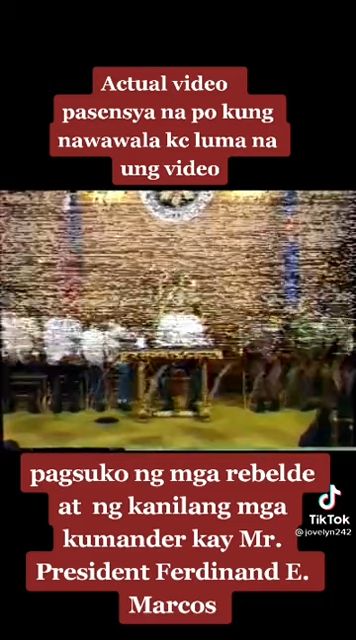 Actual video
pasensya na po kung
nawawala kc luma na
ung video
pagsuko ng mga rebelde
at ng kanilang mga
kumander kay Mr.
President Ferdinand E.
Marcos
TikTok
@jovelyn242